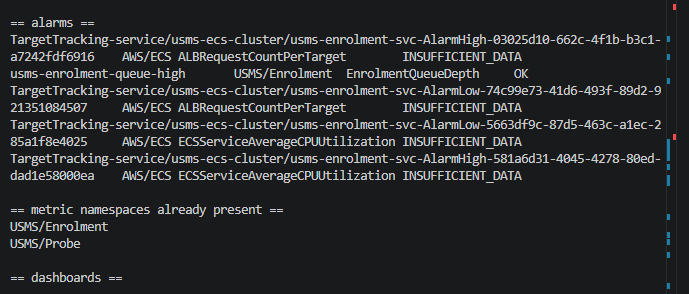 == alarms ==
TargetTracking-service/usms-ecs-cluster/usms-enrolment-svc-AlarmHigh-03025d10-662c-4f1b-b3c1-
a7242fdf6916    AWS/ECS ALBRequestCountPerTarget        INSUFFICIENT_DATA
usms-enrolment-queue-high       USMS/Enrolment  EnrolmentQueueDepth     OK
TargetTracking-service/usms-ecs-cluster/usms-enrolment-svc-AlarmLow-74c99e73-41d6-493f-89d2-9
21351084507     AWS/ECS ALBRequestCountPerTarget        INSUFFICIENT_DATA
TargetTracking-service/usms-ecs-cluster/usms-enrolment-svc-AlarmLow-5663df9c-87d5-463c-a1ec-2
85a1f8e4025     AWS/ECS ECSServiceAverageCPUUtilization INSUFFICIENT_DATA
TargetTracking-service/usms-ecs-cluster/usms-enrolment-svc-AlarmHigh-581a6d31-4045-4278-80ed-
dad1e58000ea    AWS/ECS ECSServiceAverageCPUUtilization INSUFFICIENT_DATA

== metric namespaces already present ==
USMS/Enrolment
USMS/Probe

== dashboards ==